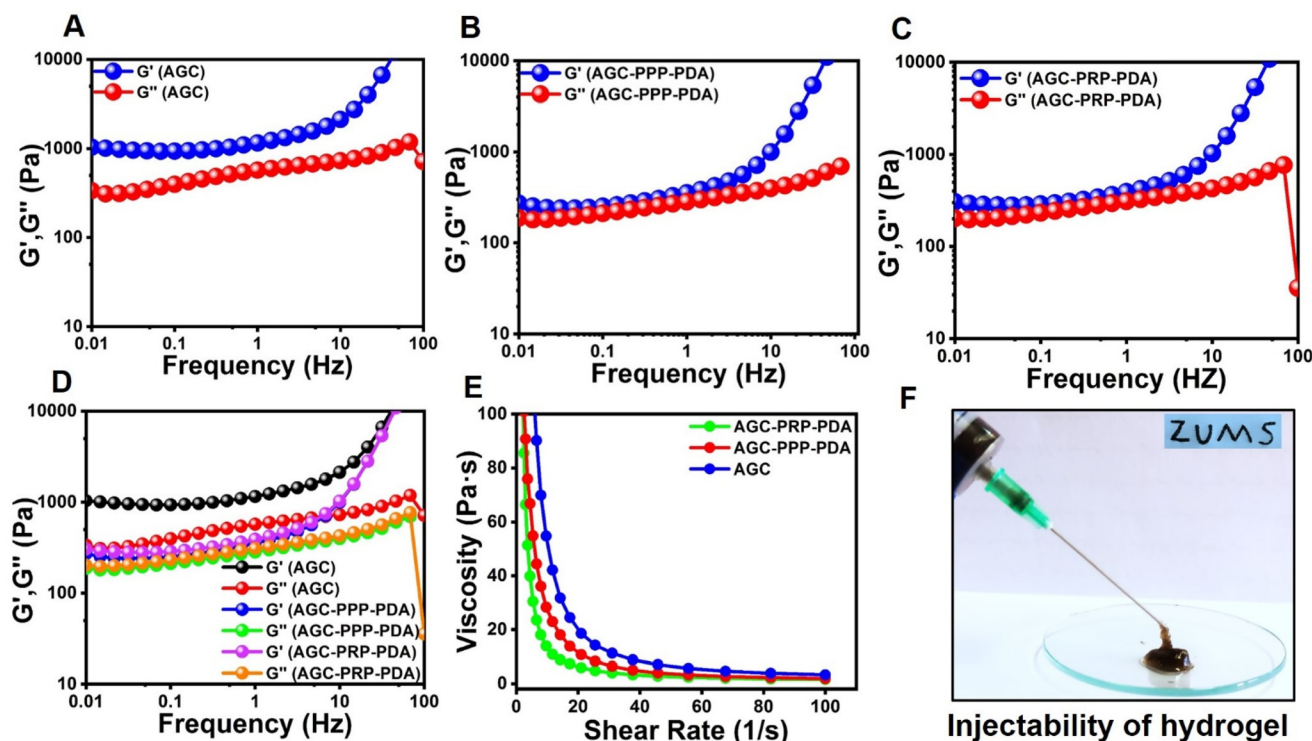 A
10000
1000
100
10
G',G" (Pa)
G' (AGC)
G" (AGC)
0.01 0.1 1 10 100
Frequency (Hz)
B
10000
1000
100
10
G',G" (Pa)
G' (AGC-PPP-PDA)
G" (AGC-PPP-PDA)
0.01 0.1 1 10 100
Frequency (Hz)
C
10000
1000
100
10
G',G" (Pa)
G' (AGC-PRP-PDA)
G" (AGC-PRP-PDA)
0.01 0.1 1 10 100
Frequency (HZ)
D
10000
1000
100
10
G',G" (Pa)
G' (AGC)
G" (AGC)
G' (AGC-PPP-PDA)
G" (AGC-PPP-PDA)
G' (AGC-PRP-PDA)
G" (AGC-PRP-PDA)
0.01 0.1 1 10 100
Frequency (Hz)
E
100
80
60
40
20
0
Viscosity (Pa·s)
AGC-PRP-PDA
AGC-PPP-PDA
AGC
0 20 40 60 80 100
Shear Rate (1/s)
F
ZUMS
Injectability of hydrogel